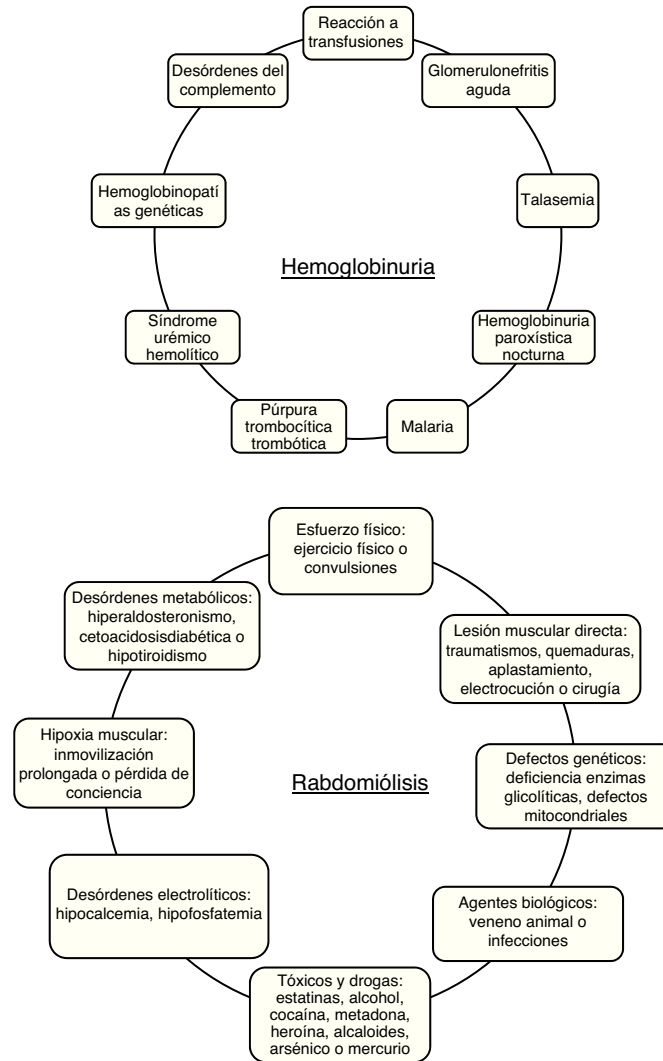 Reacción a
transfusiones
Desórdenes del
complemento
Glomerulonefritis
aguda
Hemoglobinopatí
as genéticas
Talasemia
Hemoglobinuria
Síndrome
urémico
hemolítico
Hemoglobinuria
paroxística
nocturna
Púrpura
trombocítica
trombótica
Malaria
Esfuerzo físico:
ejercicio físico o
convulsiones
Desórdenes metabólicos:
hiperaldosteronismo,
cetoacidosisdiabética o
hipotiroidismo
Lesión muscular directa:
traumatismos, quemaduras,
aplastamiento,
electrocución o cirugía
Hipoxia muscular:
inmovilización
prolongada o pérdida de
conciencia
Rabdomiólisis
Defectos genéticos:
deficiencia enzimas
glicolíticas, defectos
mitocondriales
Desórdenes electrolíticos:
hipocalcemia, hipofosfatemia
Agentes biológicos:
veneno animal o
infecciones
Tóxicos y drogas:
estatinas, alcohol,
cocaína, metadona,
heroína, alcaloides,
arsénico o mercurio